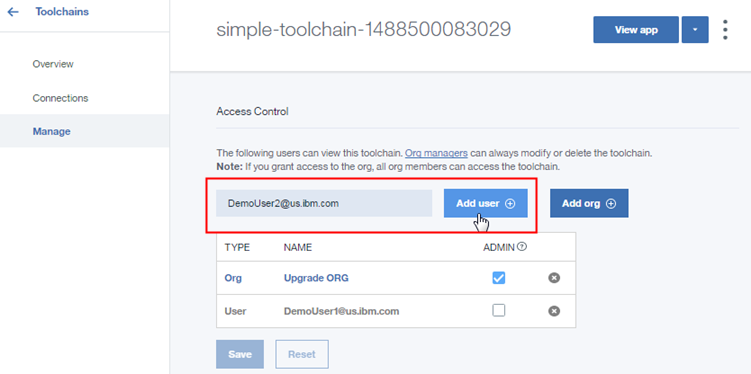 Toolchains
simple-toolchain-1488500083029
View app
Overview
Connections
Manage
Access Control
The following users can view this toolchain. Org managers can always modify or delete the toolchain.
Note: If you grant access to the org, all org members can access the toolchain.
DemoUser2@us.ibm.com
Add user
Add org
TYPE NAME ADMIN
Org Upgrade ORG
User DemoUser1@us.ibm.com
Save Reset